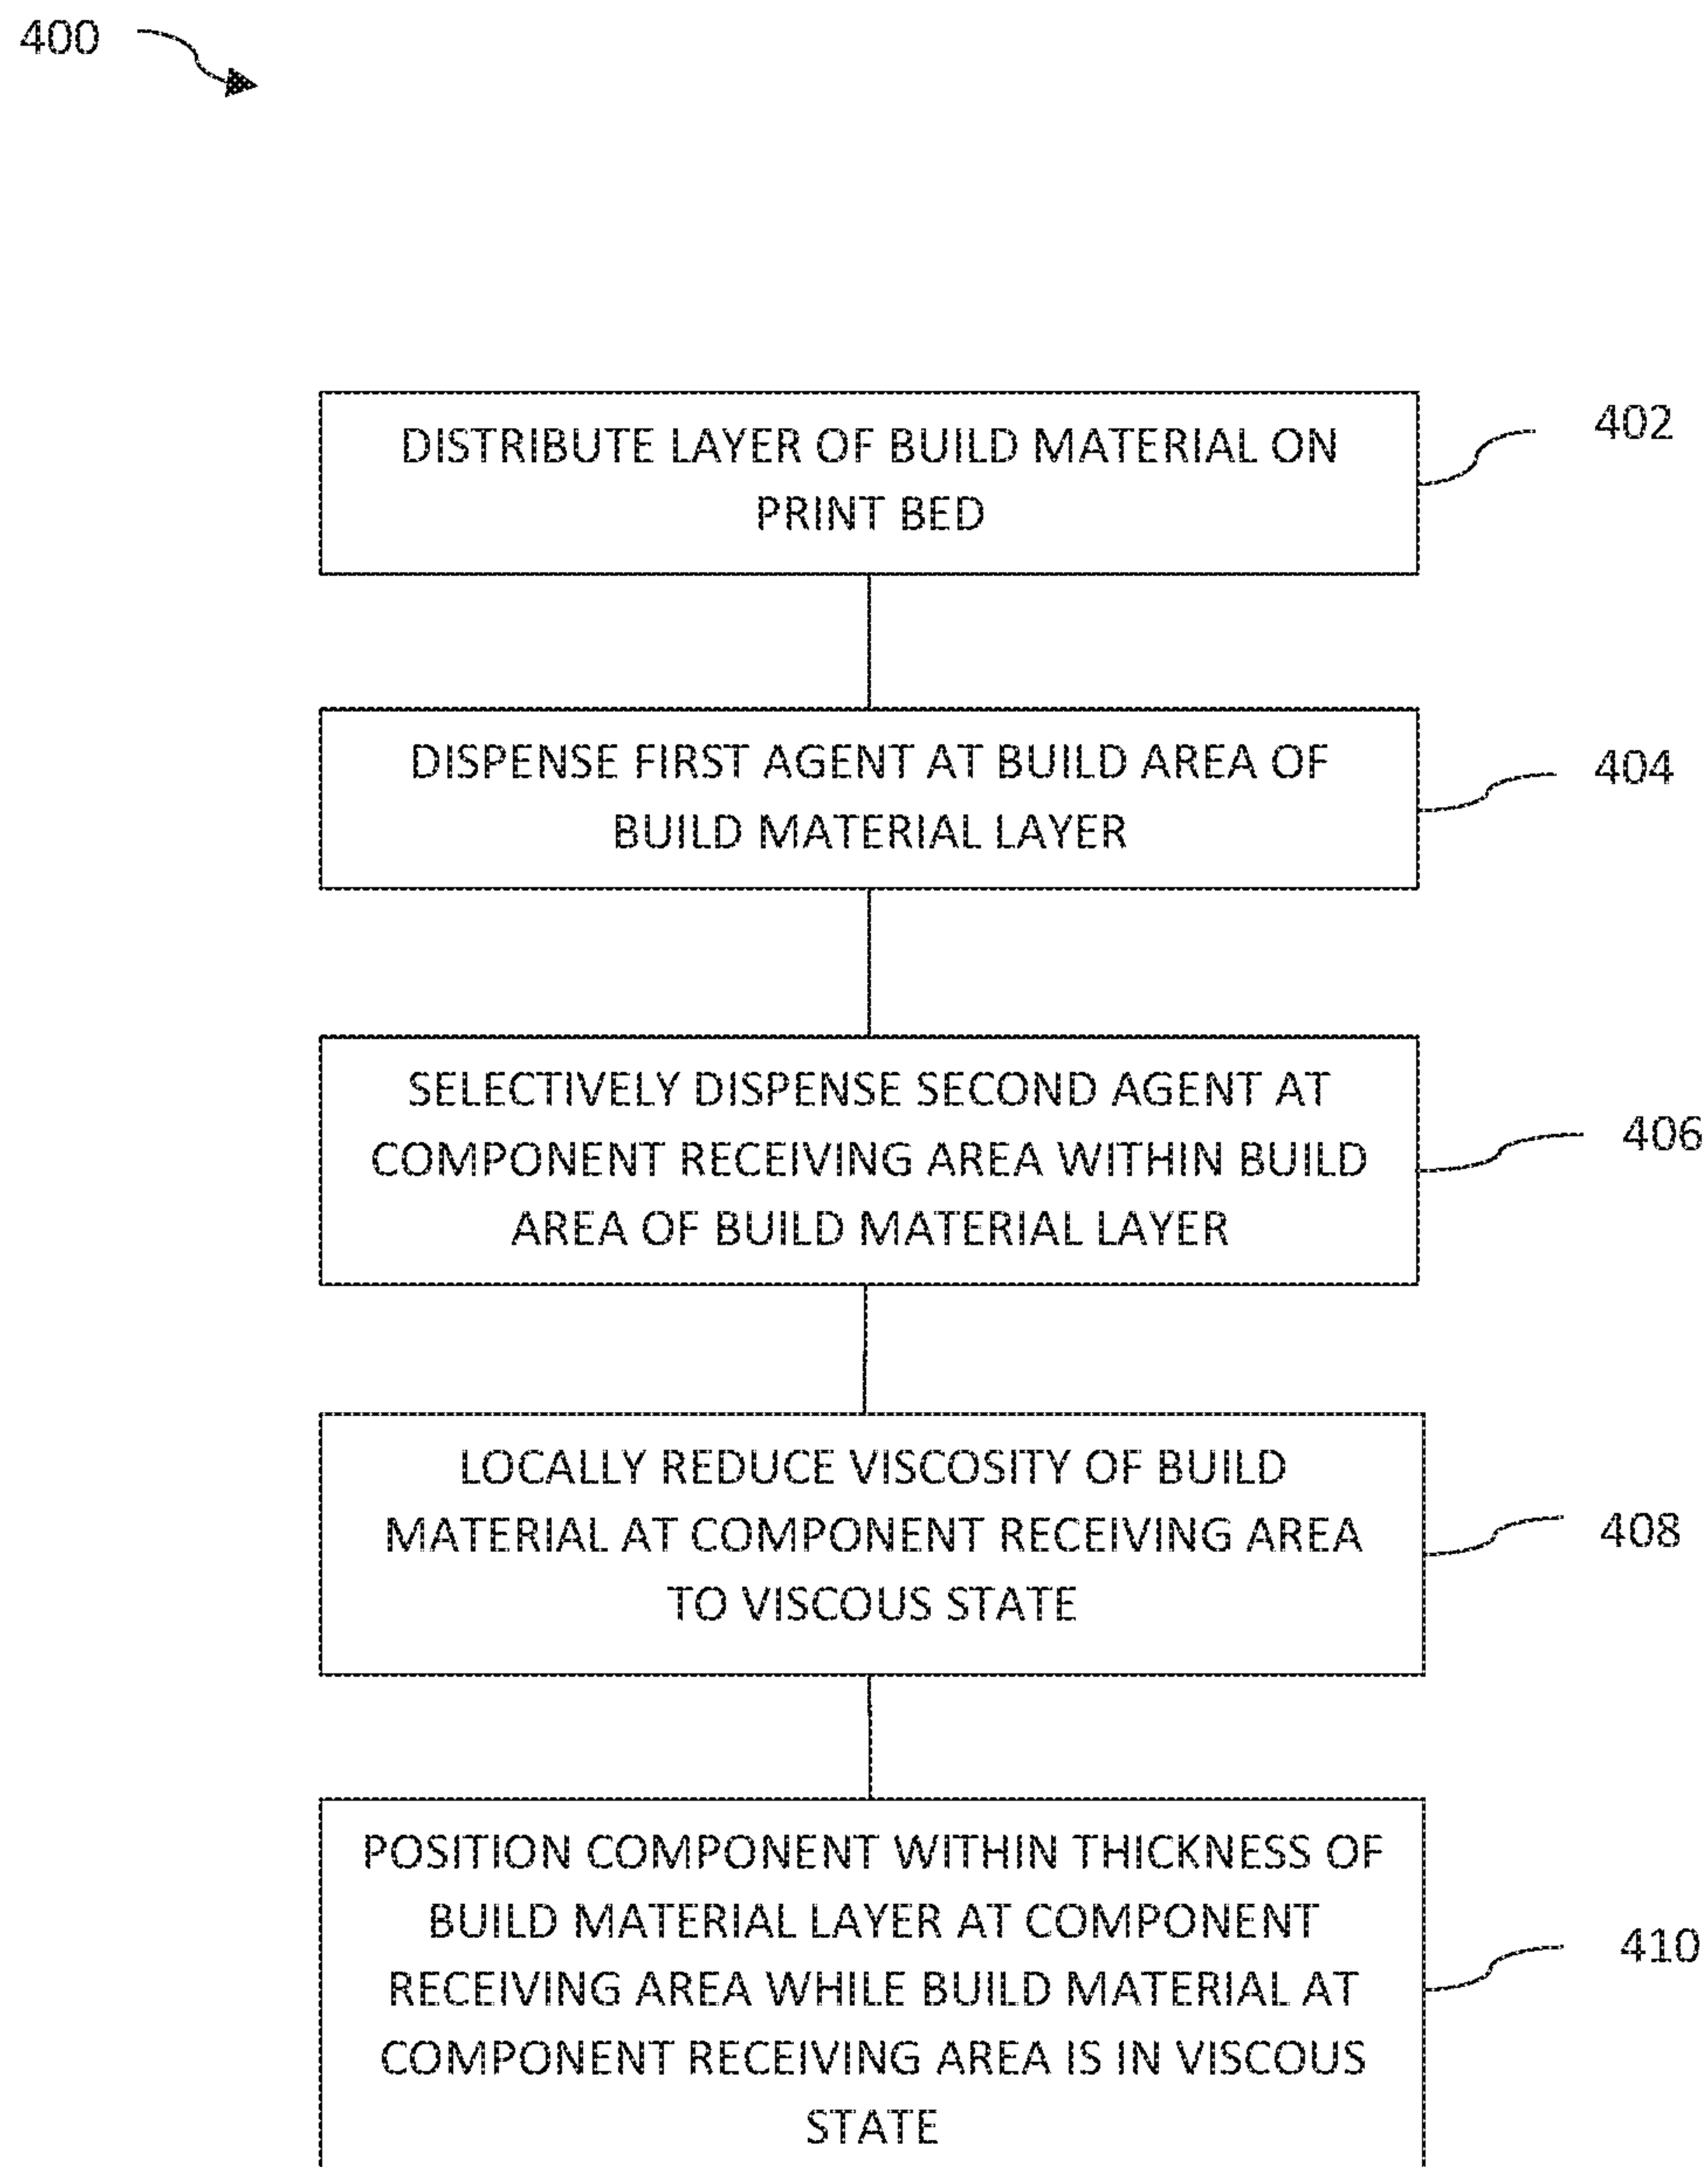 400
DISTRIBUTE LAYER OF BUILD MATERIAL ON
PRINT BED
402
DISPENSE FIRST AGENT AT BUILD AREA OF
BUILD MATERIAL LAYER
404
SELECTIVELY DISPENSE SECOND AGENT AT
COMPONENT RECEIVING AREA WITHIN BUILD
AREA OF BUILD MATERIAL LAYER
406
LOCALLY REDUCE VISCOSITY OF BUILD
MATERIAL AT COMPONENT RECEIVING AREA
TO VISCOUS STATE
408
POSITION COMPONENT WITHIN THICKNESS OF
BUILD MATERIAL LAYER AT COMPONENT
RECEIVING AREA WHILE BUILD MATERIAL AT
COMPONENT RECEIVING AREA IS IN VISCOUS
STATE
410